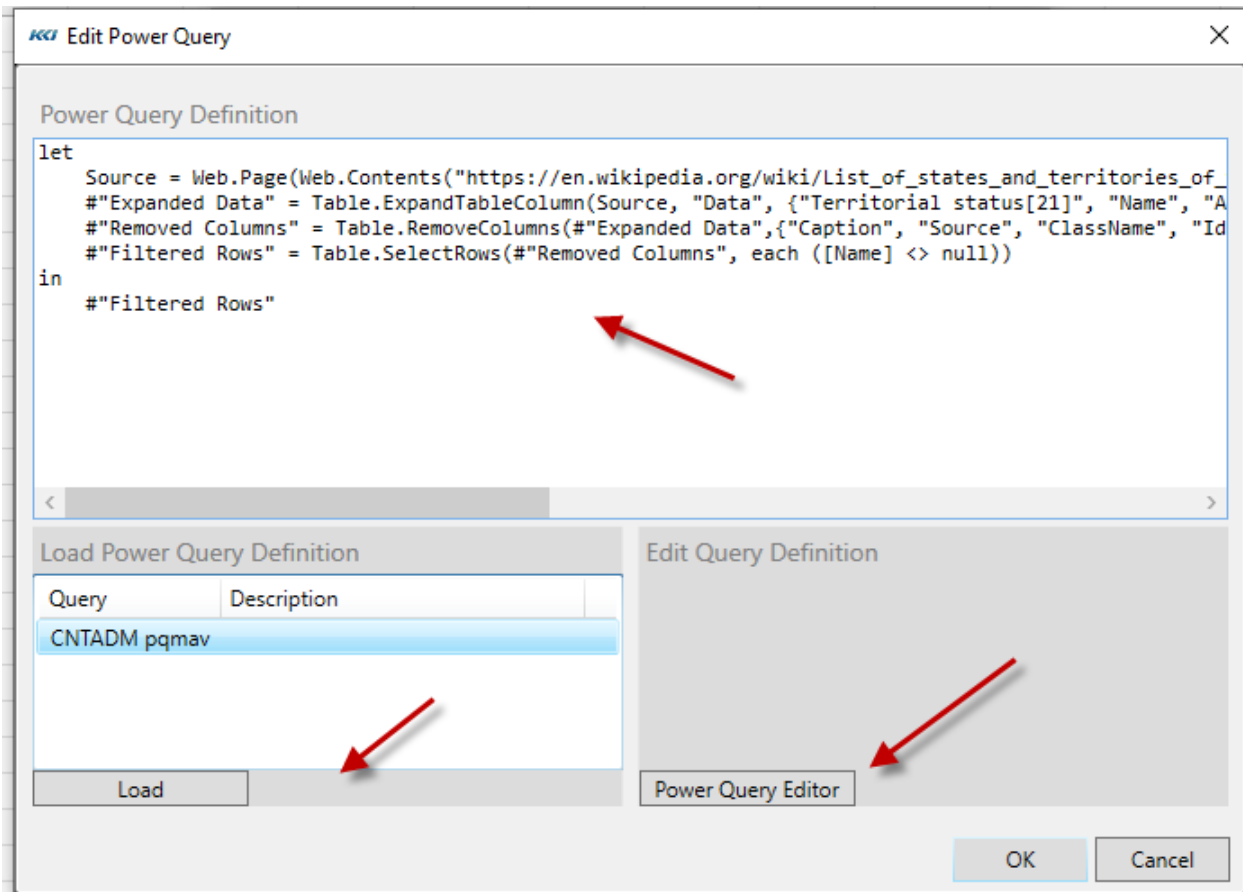 KCI Edit Power Query
Power Query Definition
let
    Source = Web.Page(Web.Contents("https://en.wikipedia.org/wiki/List_of_states_and_territories_of_
    #"Expanded Data" = Table.ExpandTableColumn(Source, "Data", {"Territorial status[21]", "Name", "A
    #"Removed Columns" = Table.RemoveColumns(#"Expanded Data",{"Caption", "Source", "ClassName", "Id
    #"Filtered Rows" = Table.SelectRows(#"Removed Columns", each ([Name] <> null))
in
    #"Filtered Rows"
Load Power Query Definition
Query Description
CNTADM pqmav
Load
Edit Query Definition
Power Query Editor
OK Cancel